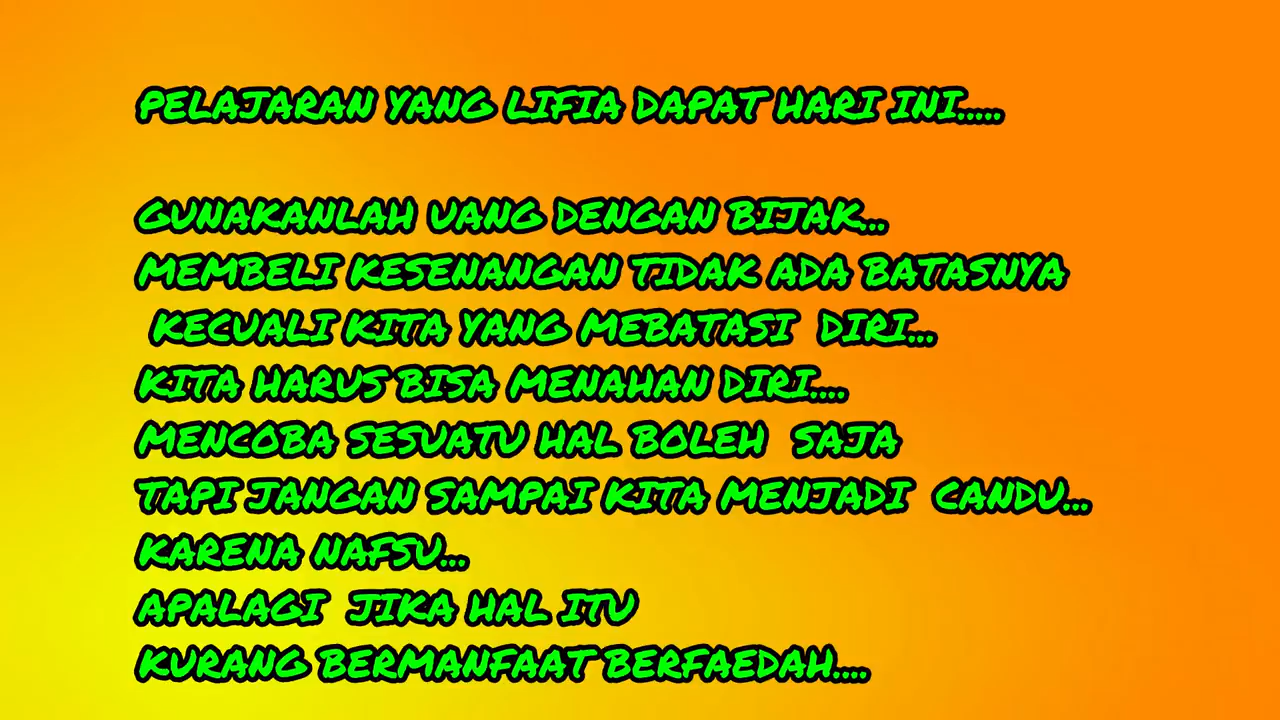 PELAJARAN YANG LIFIA DAPAT HARI INI.....
GUNAKANLAH UANG DENGAN BIJAK...
MEMBELI KESENANGAN TIDAK ADA BATASNYA
KECUALI KITA YANG MEBATASI DIRI...
KITA HARUS BISA MENAHAN DIRI....
MENCOBA SESUATU HAL BOLEH SAJA
TAPI JANGAN SAMPAI KITA MENJADI CANDU...
KARENA NAFSU...
APALAGI JIKA HAL ITU
KURANG BERMANFAAT BERFAEDAH....